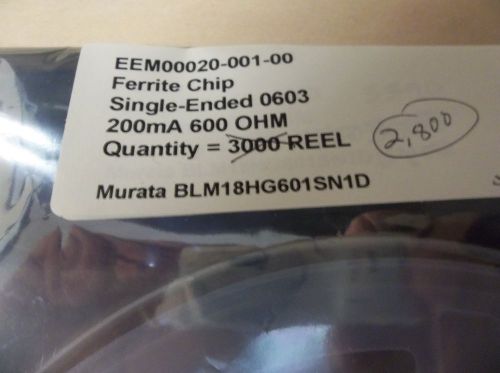 EEM00020-001-00
Ferrite Chip
Single-Ended 0603
200mA 600 OHM
Quantity = 3000 REEL
2,800
Murata BLM18HG601SN1D